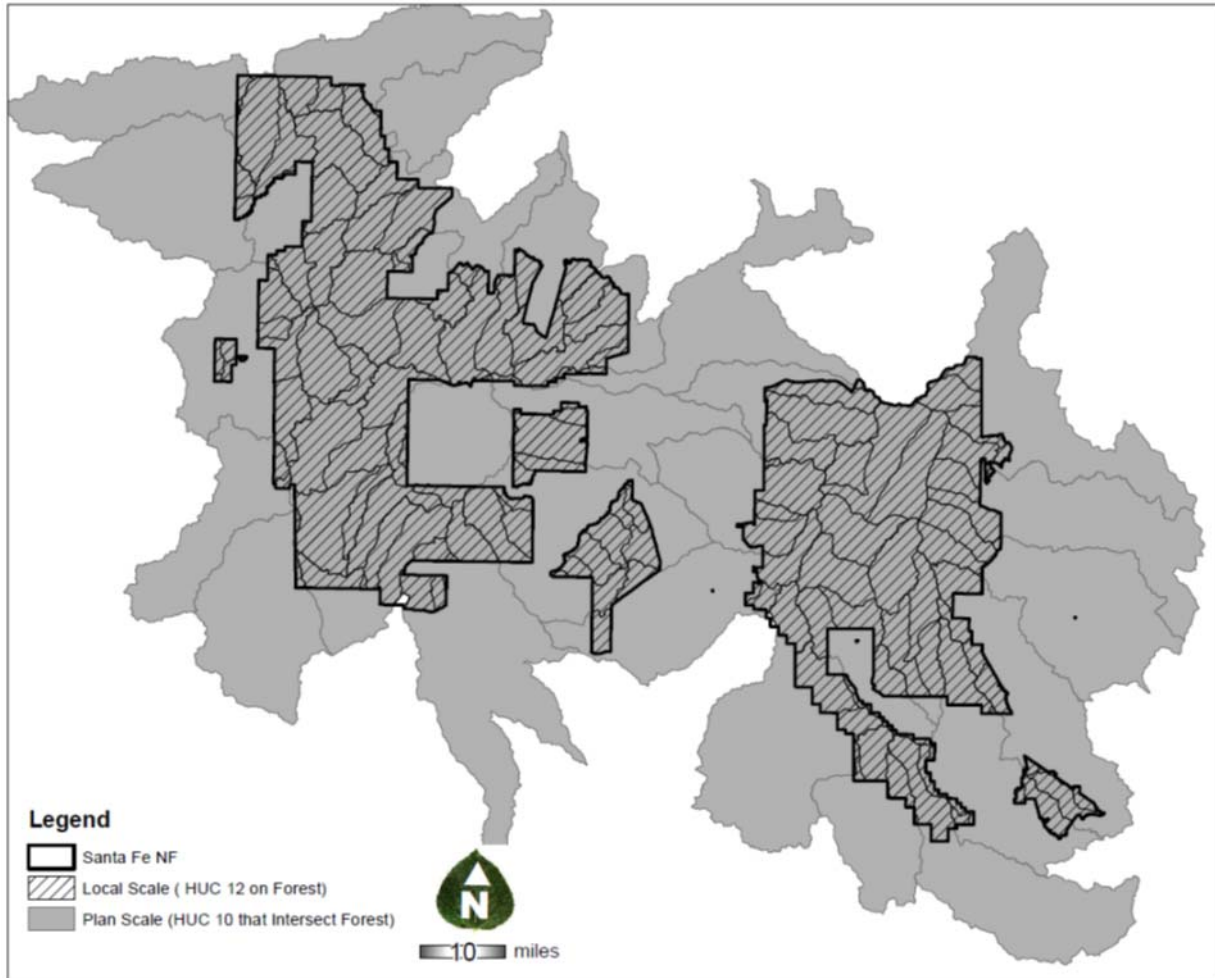 Legend
Santa Fe NF
Local Scale ( HUC 12 on Forest)
Plan Scale (HUC 10 that Intersect Forest)
N
10 miles